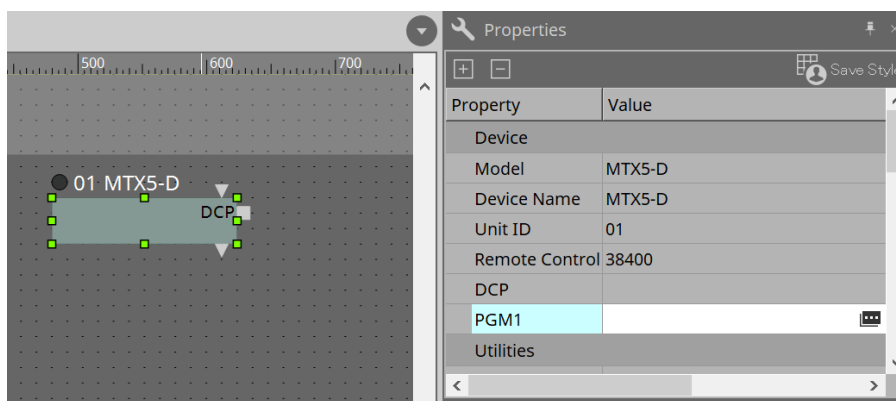 Properties
500 600 700
Save Style
Property Value
Device
01 MTX5-D
Model MTX5-D
Device Name MTX5-D
DCP
Unit ID 01
Remote Control 38400
DCP
PGM1
Utilities